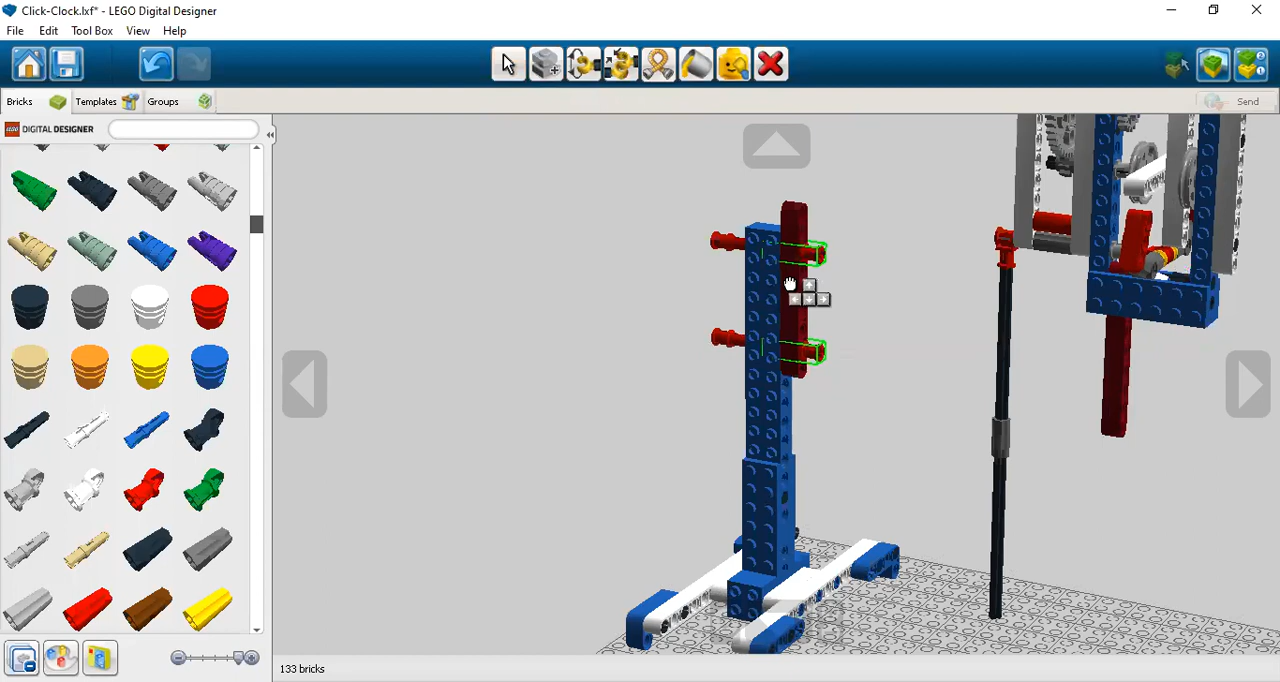 Click-Clock.lxf* - LEGO Digital Designer
File Edit Tool Box View Help
Bricks Templates Groups Send
LEGO DIGITAL DESIGNER
133 bricks